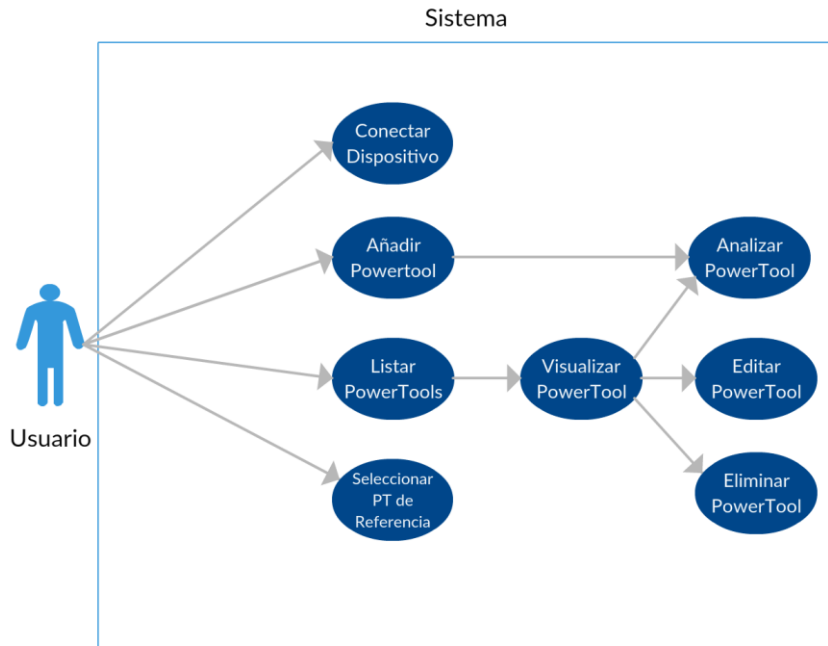 Sistema
Conectar
Dispositivo
Añadir
Powertool
Analizar
PowerTool
Listar
PowerTools
Visualizar
PowerTool
Editar
PowerTool
Usuario
Seleccionar
PT de
Referencia
Eliminar
PowerTool